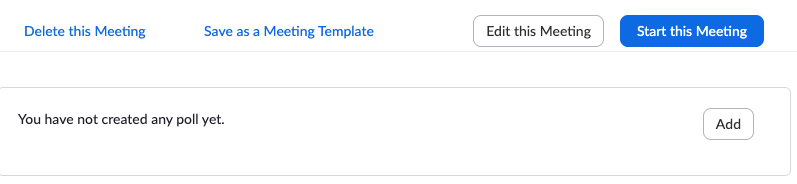 Delete this Meeting Save as a Meeting Template Edit this Meeting Start this Meeting
You have not created any poll yet. Add